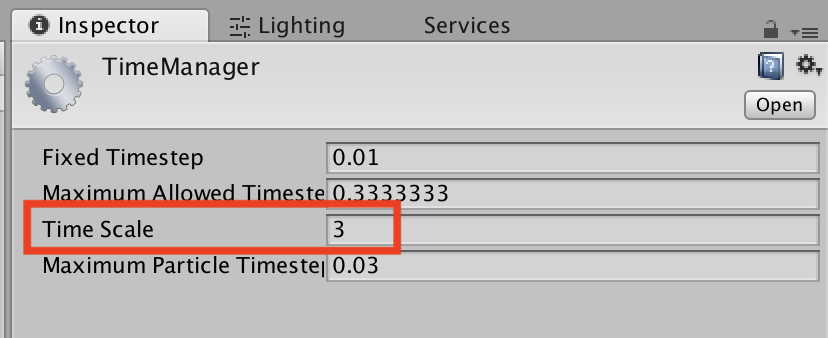 Inspector Lighting Services
TimeManager
Open
Fixed Timestep 0.01
Maximum Allowed Timeste 0.3333333
Time Scale 3
Maximum Particle Timestep 0.03